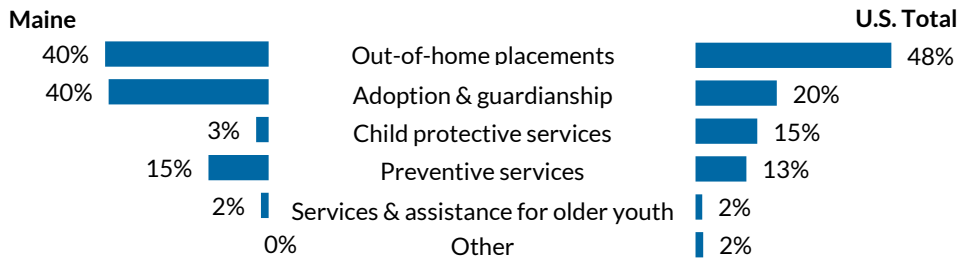 Maine U.S. Total
40% Out-of-home placements 48%
40% Adoption & guardianship 20%
3% Child protective services 15%
15% Preventive services 13%
2% Services & assistance for older youth 2%
0% Other 2%